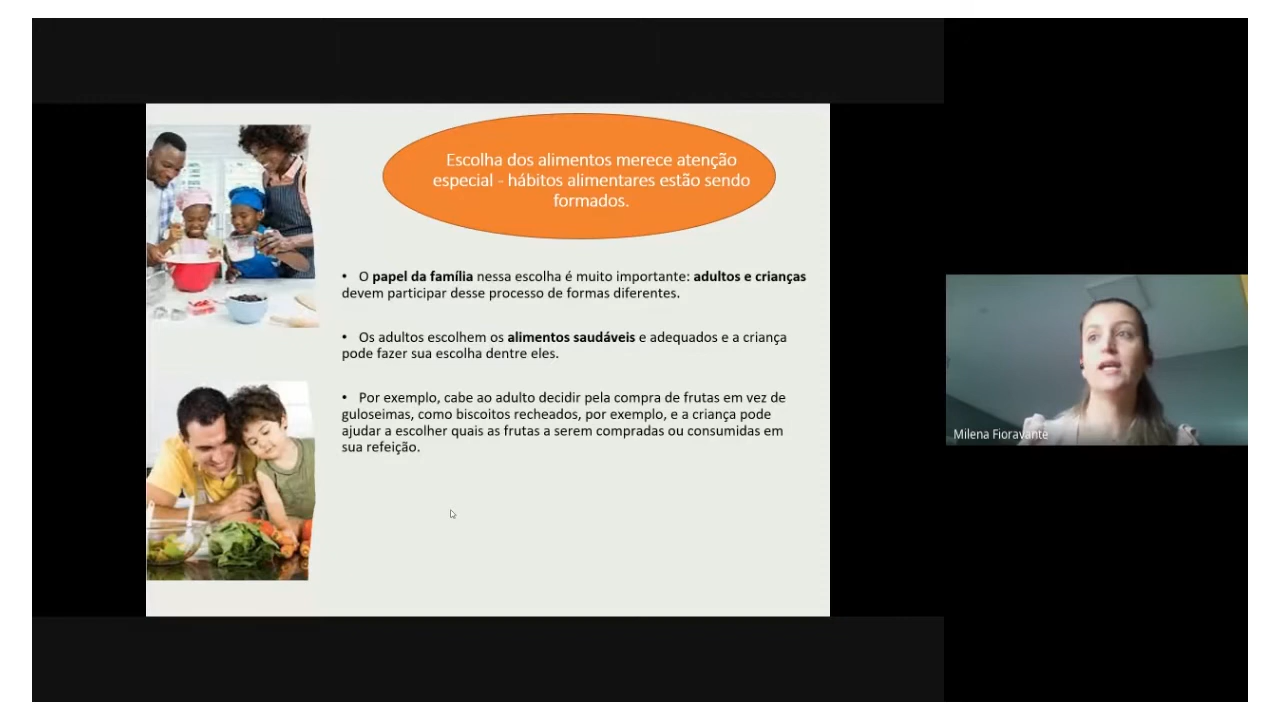 Escolha dos alimentos merece atenção
especial - hábitos alimentares estão sendo
formados.
• O papel da família nessa escolha é muito importante: adultos e crianças
devem participar desse processo de formas diferentes.
• Os adultos escolhem os alimentos saudáveis e adequados e a criança
pode fazer sua escolha dentre eles.
• Por exemplo, cabe ao adulto decidir pela compra de frutas em vez de
guloseimas, como biscoitos recheados, por exemplo, e a criança pode
ajudar a escolher quais as frutas a serem compradas ou consumidas em
sua refeição.
Milena Fioravante